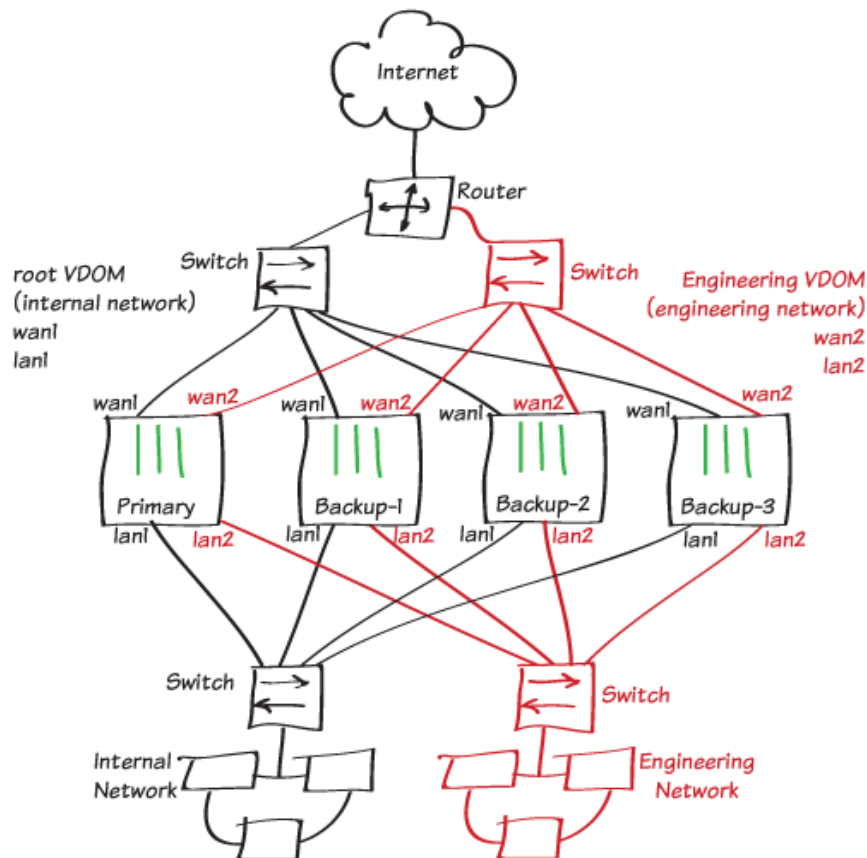 Internet
Router
Switch
Switch
root VDOM
(internal network)
wan1
lan1
Engineering VDOM
(engineering network)
wan2
lan2
wan1
wan2
wan1
wan2
wan1
wan2
wan1
wan2
Primary
Backup-1
Backup-2
Backup-3
lan1
lan2
lan1
lan2
lan1
lan2
lan1
lan2
Switch
Switch
Internal
Network
Engineering
Network